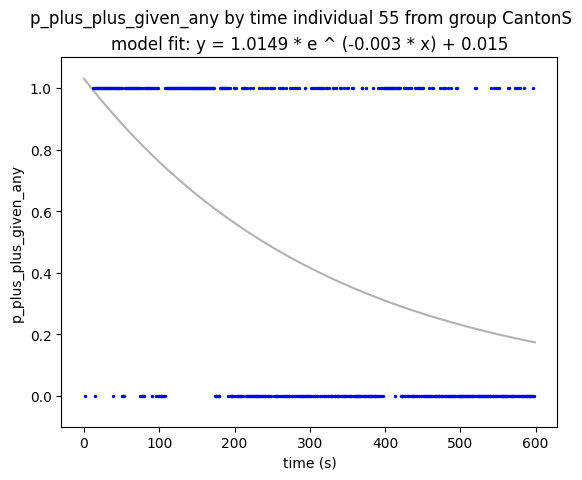 p_plus_plus_given_any by time individual 55 from group CantonS
model fit: y = 1.0149 * e ^ (-0.003 * x) + 0.015
1.0
0.8
0.6
0.4
0.2
0.0
p_plus_plus_given_any
0 100 200 300 400 500 600
time (s)